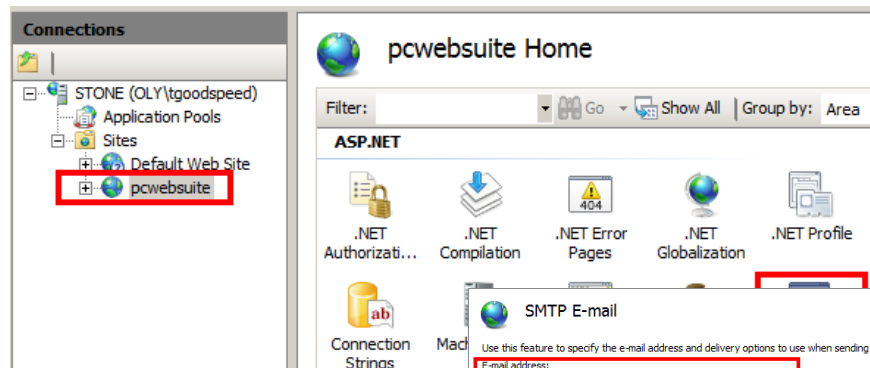 Connections
STONE (OLY\tgoodspeed)
Application Pools
Sites
Default Web Site
pcwebsuite
pcwebsuite Home
Filter:
Go
Show All
Group by:
Area
ASP.NET
.NET
Authorizati...
.NET
Compilation
404
.NET Error
Pages
.NET
Globalization
.NET Profile
ab
Connection
Strings
SMTP E-mail
Use this feature to specify the e-mail address and delivery options to use when sending
E-mail address: